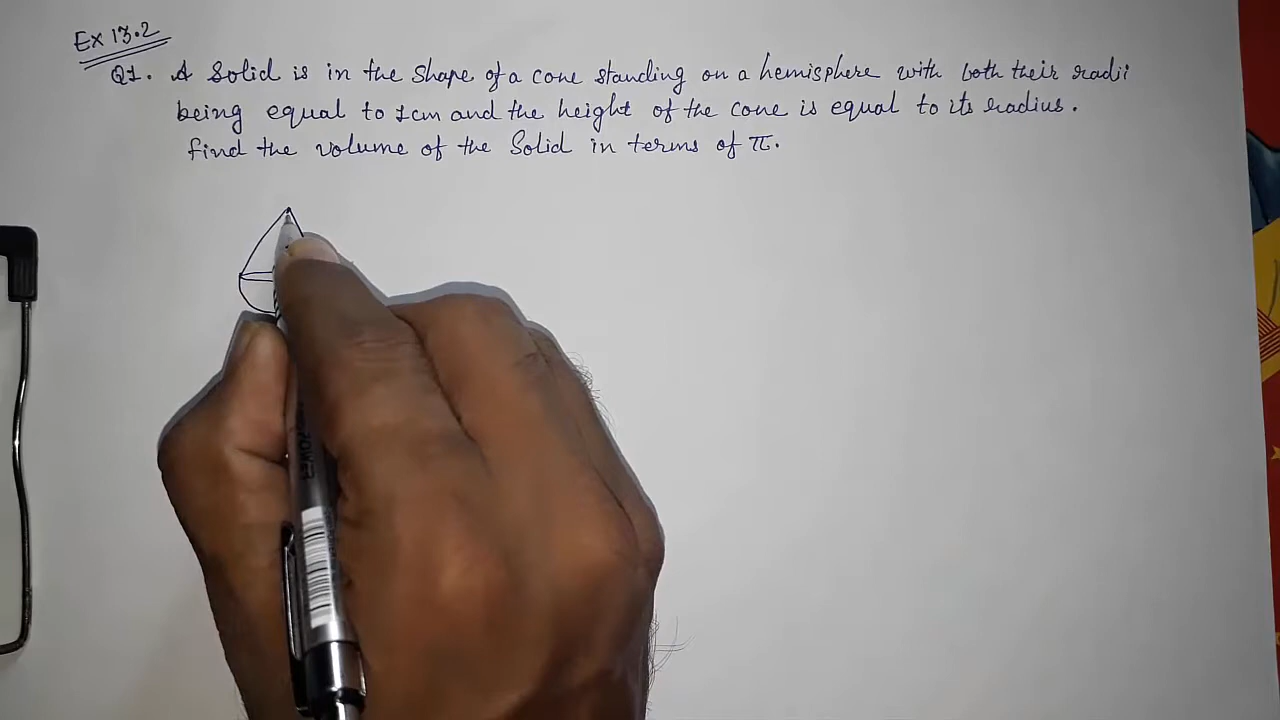 Ex 13.2
Q1. A Solid is in the Shape of a cone standing on a hemisphere with both their radii
being equal to 1cm and the height of the cone is equal to its radius.
find the volume of the Solid in terms of π.